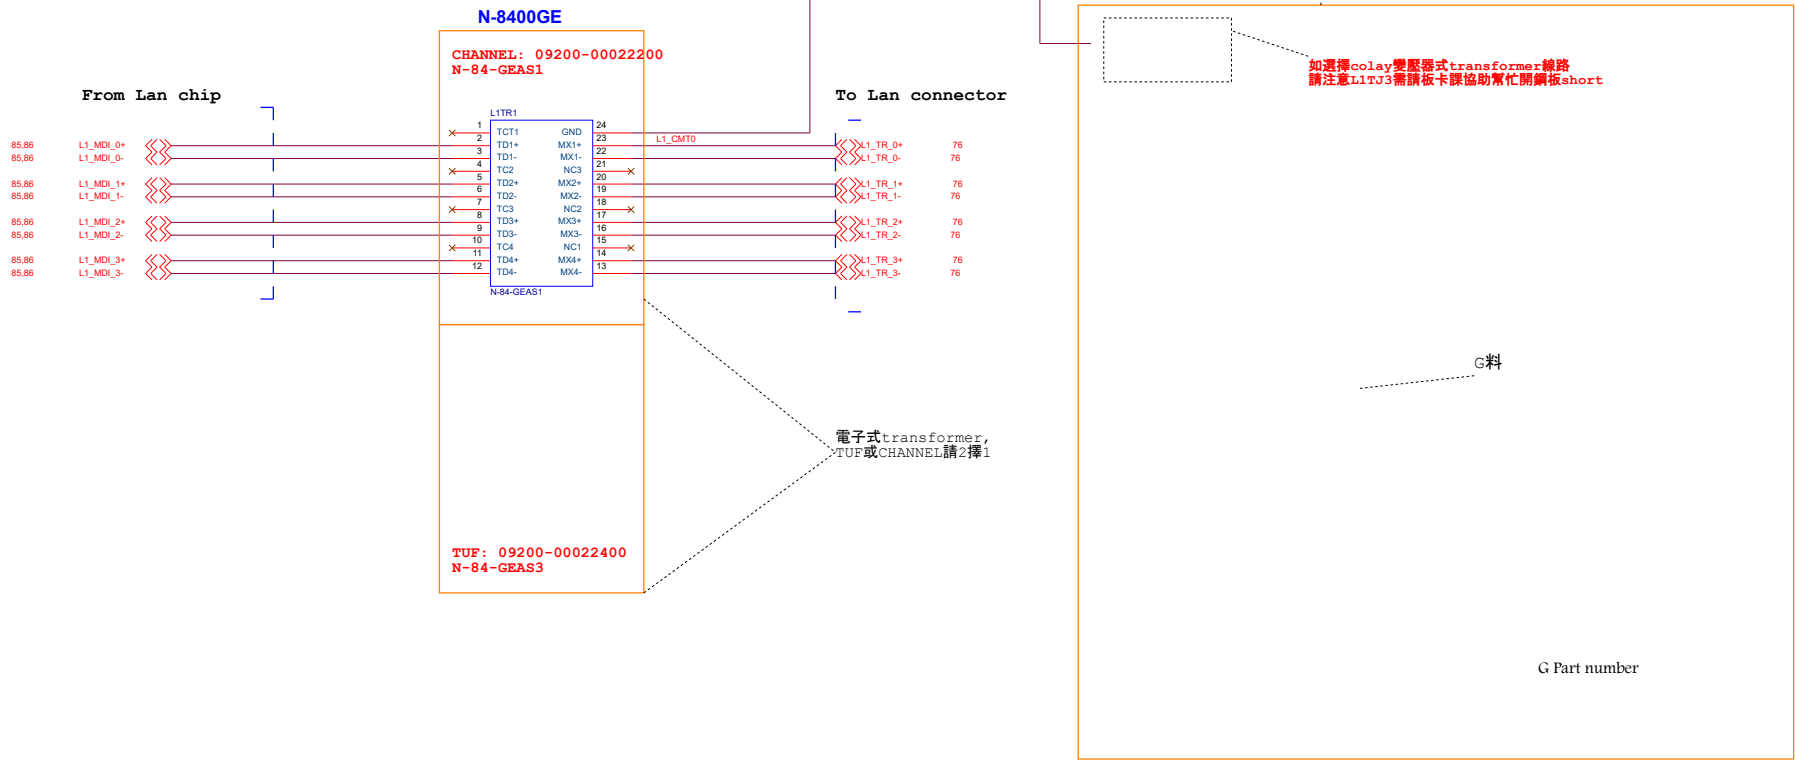 N-8400GE
CHANNEL: 09200-00022200
N-84-GEAS1
如選擇colay變壓器式transformer線路
請注意L1TJ3需請板卡課協助幫忙開鋼板short
From Lan chip
To Lan connector
L1TR1
1 TCT1 GND 24
L1_CMT0
85,86 L1_MDI_0+ 2 TD1+ MX1+ 23 L1_TR_0+ 76
85,86 L1_MDI_0- 3 TD1- MX1- 22 L1_TR_0- 76
4 TC2 NC3 21
85,86 L1_MDI_1+ 5 TD2+ MX2+ 20 L1_TR_1+ 76
85,86 L1_MDI_1- 6 TD2- MX2- 19 L1_TR_1- 76
7 TC3 NC2 18
85,86 L1_MDI_2+ 8 TD3+ MX3+ 17 L1_TR_2+ 76
85,86 L1_MDI_2- 9 TD3- MX3- 16 L1_TR_2- 76
10 TC4 NC1 15
85,86 L1_MDI_3+ 11 TD4+ MX4+ 14 L1_TR_3+ 76
85,86 L1_MDI_3- 12 TD4- MX4- 13 L1_TR_3- 76
N-84-GEAS1
G料
電子式transformer,
TUF或CHANNEL請2擇1
TUF: 09200-00022400
N-84-GEAS3
G Part number